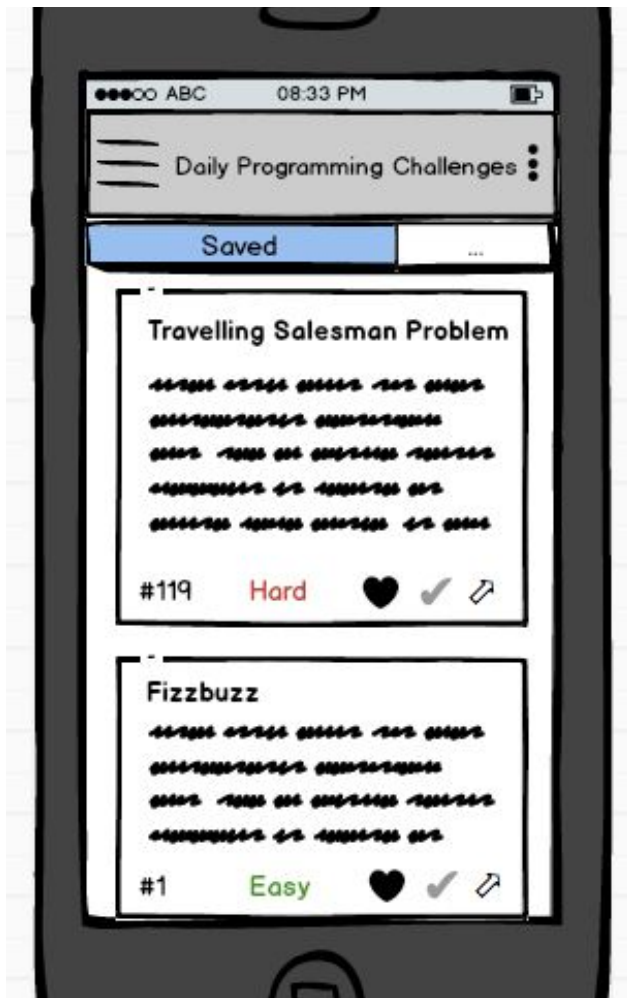 ABC 08:33 PM
Daily Programming Challenges
Saved ...
Travelling Salesman Problem
#119 Hard
Fizzbuzz
#1 Easy